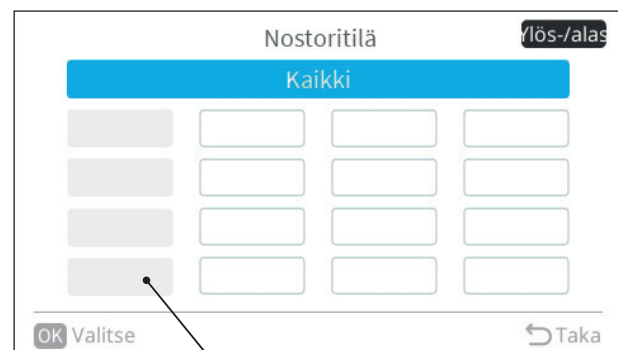 Nostoritilä
Ylös-/alas
Kaikki
OK Valitse
Taka